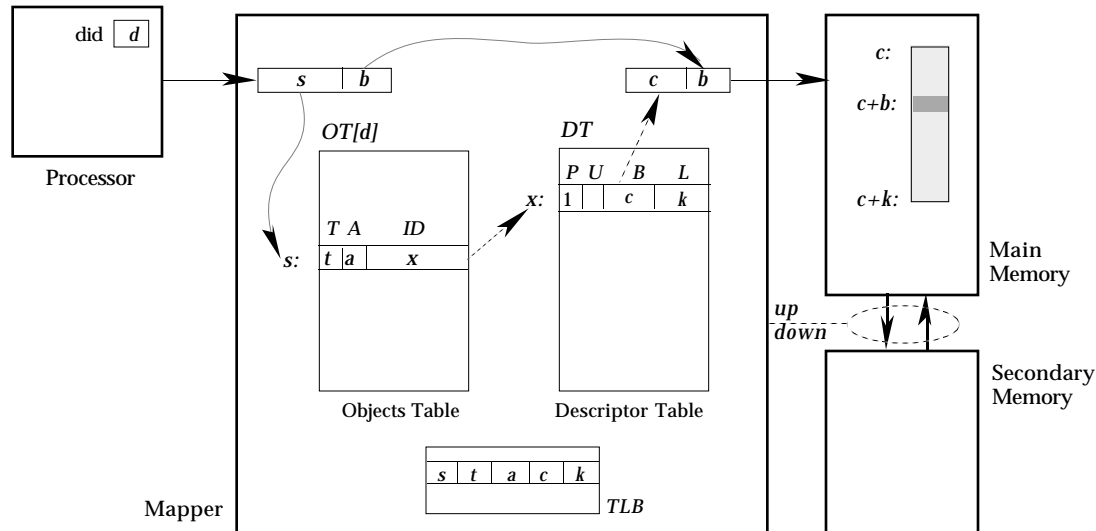 did d
Processor
s b
c b
OT[d]
DT
T A ID
s: t a x
Objects Table
P U B L
x: 1 c k
Descriptor Table
s t a c k
TLB
Mapper
c:
c+b:
c+k:
Main
Memory
up
down
Secondary
Memory